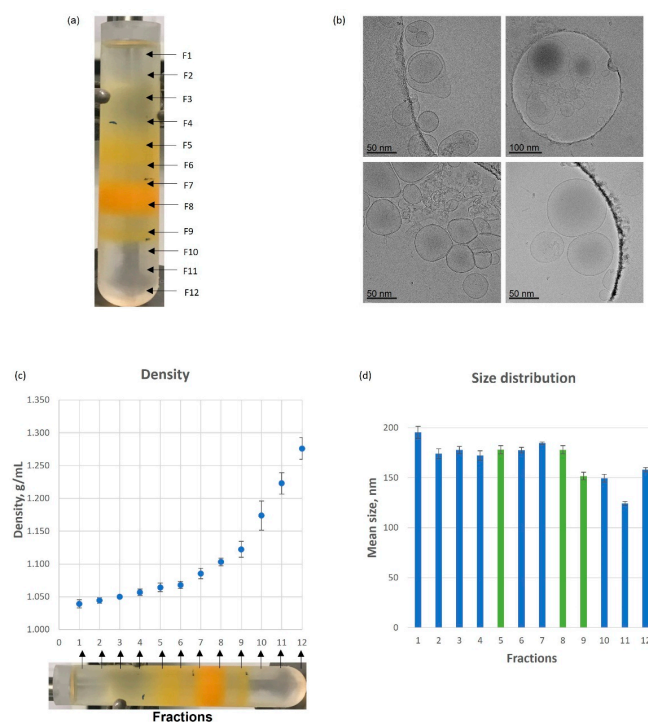 (a)
F1
F2
F3
F4
F5
F6
F7
F8
F9
F10
F11
F12
(b)
50 nm
100 nm
50 nm
50 nm
(c)
Density
Density, g/mL
1.350
1.300
1.250
1.200
1.150
1.100
1.050
1.000
0 1 2 3 4 5 6 7 8 9 10 11 12
Fractions
(d)
Size distribution
Mean size, nm
200
150
100
50
0
1 2 3 4 5 6 7 8 9 10 11 12
Fractions